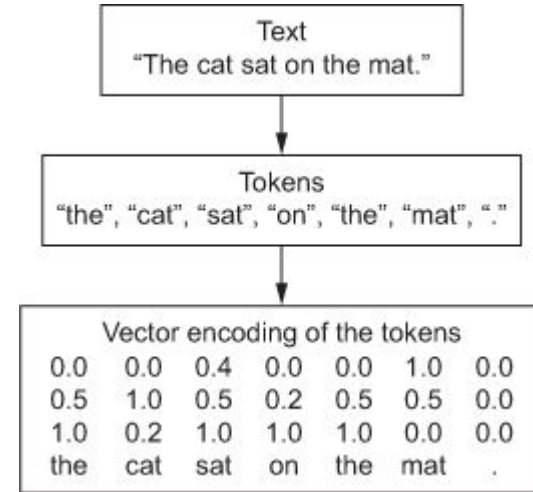 Text
“The cat sat on the mat.”
Tokens
“the”, “cat”, “sat”, “on”, “the”, “mat”, “.”
Vector encoding of the tokens
0.0 0.0 0.4 0.0 0.0 1.0 0.0
0.5 1.0 0.5 0.2 0.5 0.5 0.0
1.0 0.2 1.0 1.0 1.0 0.0 0.0
the cat sat on the mat .